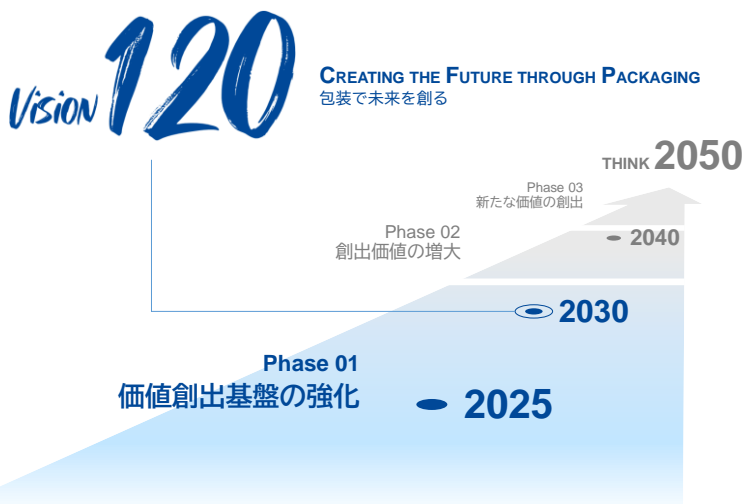 Vision 120
CREATING THE FUTURE THROUGH PACKAGING
包装で未来を創る
THINK 2050
Phase 03
新たな価値の創出
2040
Phase 02
創出価値の増大
2030
Phase 01
価値創出基盤の強化
2025